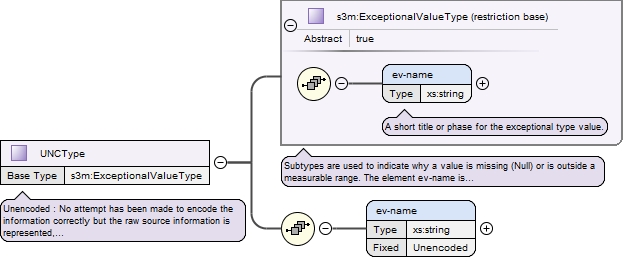 s3m:ExceptionalValueType (restriction base)
Abstract true
ev-name
Type xs:string
A short title or phase for the exceptional type value.
Subtypes are used to indicate why a value is missing (Null) or is outside a
measurable range. The element ev-name is...
UNCType
Base Type s3m:ExceptionalValueType
Unencoded : No attempt has been made to encode the
information correctly but the raw source information is
represented,...
ev-name
Type xs:string
Fixed Unencoded